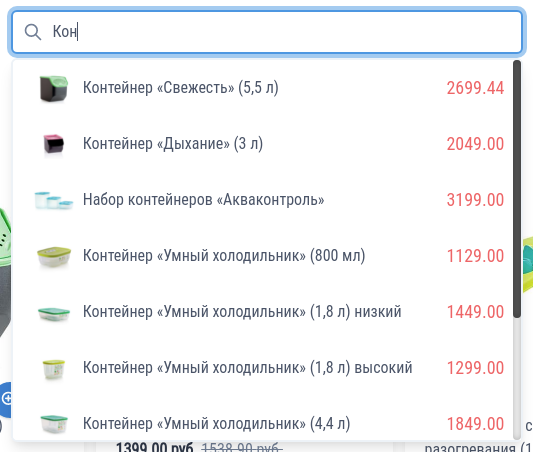 Кон
Контейнер «Свежесть» (5,5 л) 2699.44
Контейнер «Дыхание» (3 л) 2049.00
Набор контейнеров «Акваконтроль» 3199.00
Контейнер «Умный холодильник» (800 мл) 1129.00
Контейнер «Умный холодильник» (1,8 л) низкий 1449.00
Контейнер «Умный холодильник» (1,8 л) высокий 1299.00
Контейнер «Умный холодильник» (4,4 л) 1849.00
) с
1399.00 руб. 1538.90 руб. разогревания (1